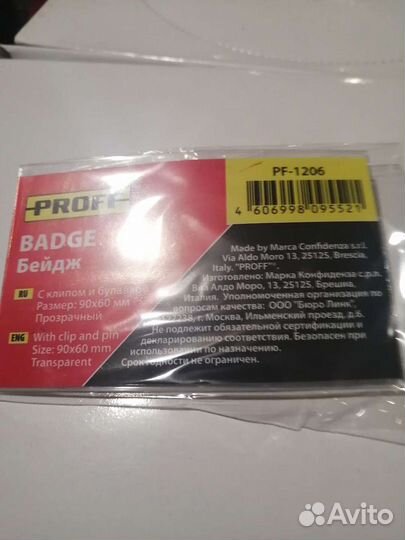 PROFF
BADGE
Бейдж
RU С клипом и булавкой
Размер: 90x60 мм
Прозрачный
ENG With clip and pin
Size: 90x60 mm
Transparent
PF-1206
4 606998 095521
Made by Marca Confidenza s.r.l.
Via Aldo Moro 13, 25125, Brescia,
Italy. "PROFF"
Изготовлено: Марка Конфиденза с.р.л.
Виа Алдо Моро, 13, 25125, Брешиа,
Италия. Уполномоченная организация по
вопросам качества: ООО "Бюро Линк",
г. Москва, Ильменский проезд, д.6.
Не подлежит обязательной сертификации и
декларированию соответствия. Безопасен при
использовании по назначению.
Срок годности не ограничен.
Avito